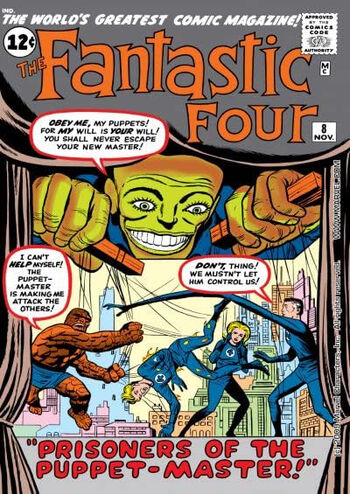 IND.
THE WORLD'S GREATEST COMIC MAGAZINE!
12¢
APPROVED
BY THE
COMICS
CODE
AUTHORITY
THE
Fantastic
Four
M
C
8
NOV.
OBEY ME, MY PUPPETS!
FOR MY WILL IS YOUR WILL!
YOU SHALL NEVER ESCAPE
YOUR NEW MASTER!
I CAN'T
HELP MYSELF!
THE
PUPPET-
MASTER IS
MAKING ME
ATTACK THE
OTHERS!
DON'T, THING!
WE MUSTN'T LET
HIM CONTROL US!
"PRISONERS OF THE
PUPPET-MASTER!"